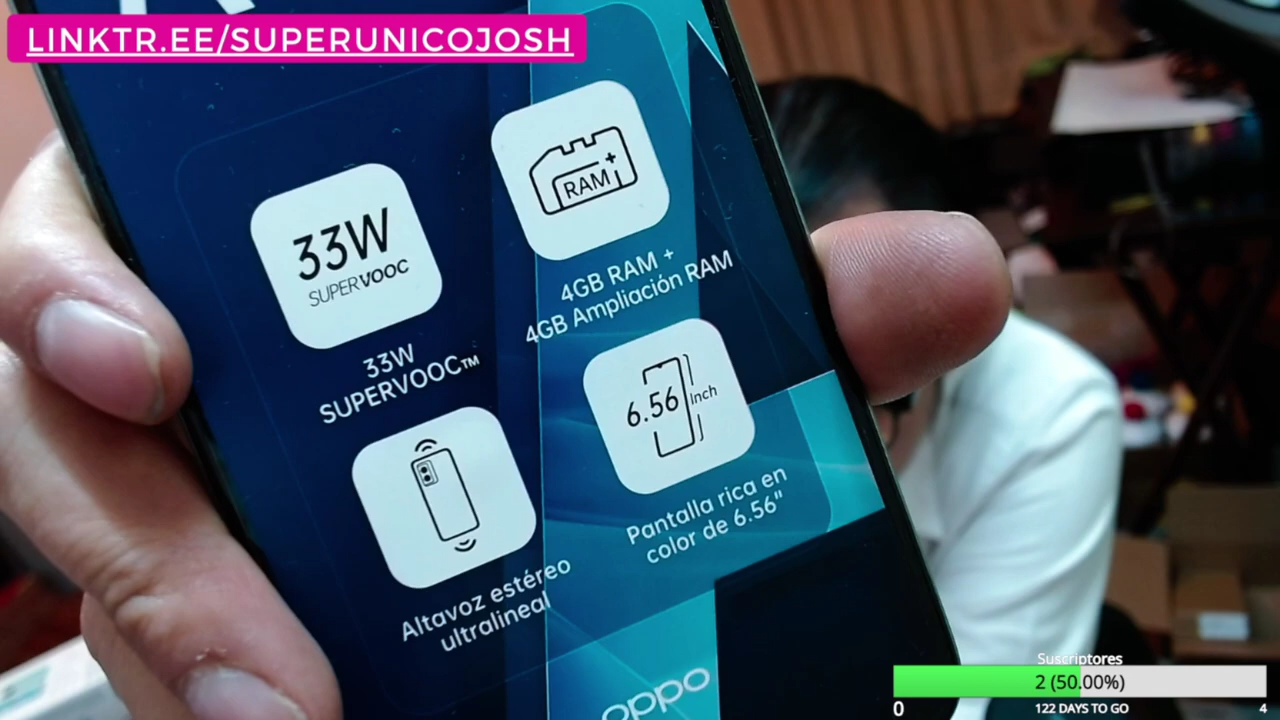 LINKTR.EE/SUPERUNICOJOSH
33W
SUPERVOOC
33W
SUPERVOOC™
RAM
+
4GB RAM +
4GB Ampliación RAM
Altavoz estéreo
ultralineal
6.56
Inch
Pantalla rica en
color de 6.56"
oppo
Suscriptores
2 (50.00%)
0
122 DAYS TO GO
4